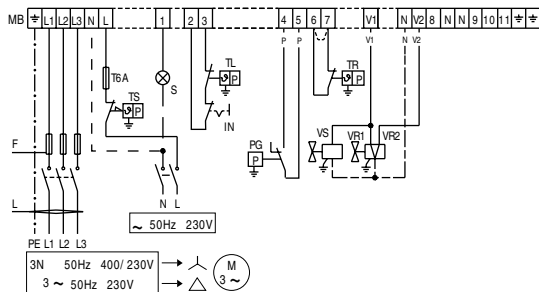 MB L1 L2 L3 N L 1 2 3 4 5 6 7 V1 N V2 8 N N 9 10 11
P P V1 N V2
T6A
TS P
S
TL P
IN
TR P
F
PG P
VS VR1 VR2
L
N L
PE L1 L2 L3
~ 50Hz 230V
3N 50Hz 400/230V
3 ~ 50Hz 230V
M
3 ~